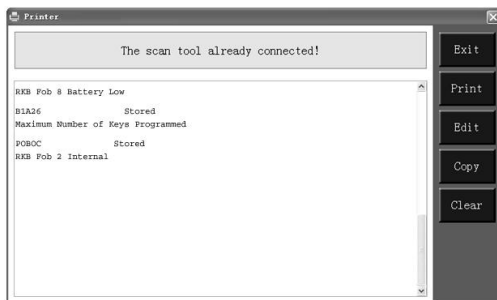 Printer
The scan tool already connected!
RKB Fob 8 Battery Low
B1A26 Stored
Maximum Number of Keys Programmed
POBOC Stored
RKB Fob 2 Internal
Exit
Print
Edit
Copy
Clear